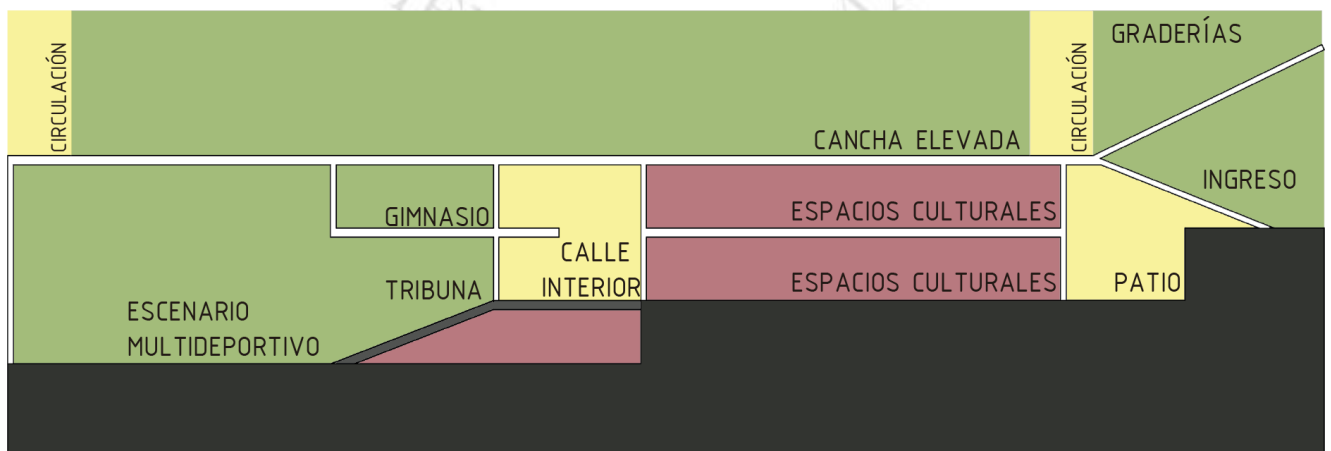 GRADERÍAS
CIRCULACIÓN
CIRCULACIÓN
CANCHA ELEVADA
INGRESO
GIMNASIO
ESPACIOS CULTURALES
CALLE
INTERIOR
TRIBUNA
ESPACIOS CULTURALES
PATIO
ESCENARIO
MULTIDEPORTIVO